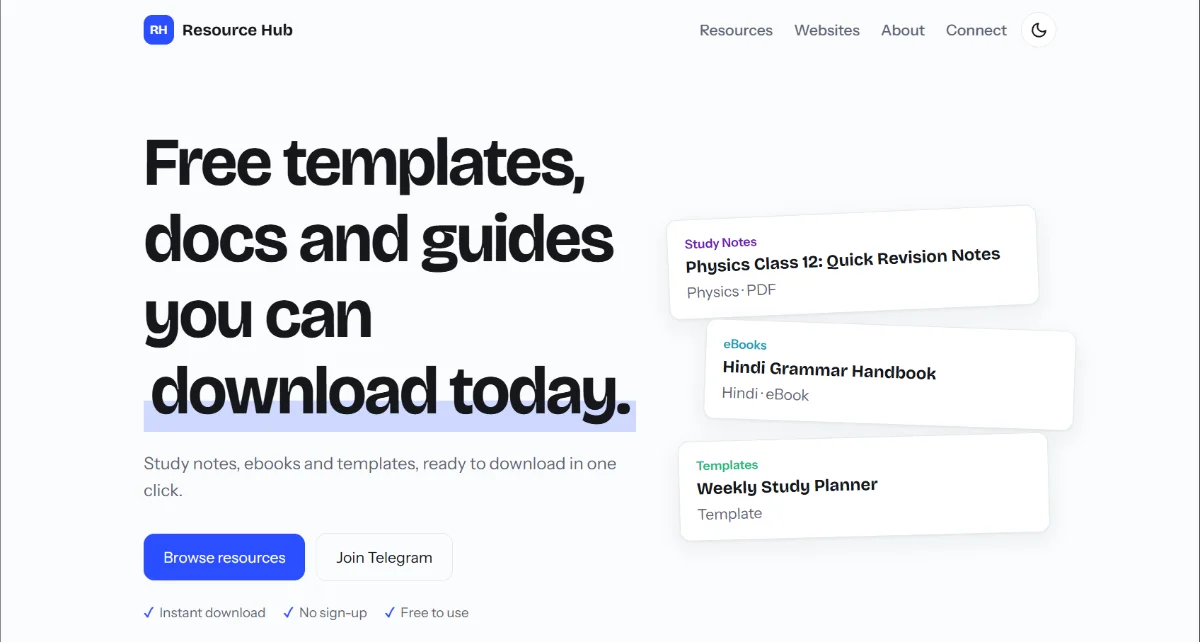 RH Resource Hub
Resources Websites About Connect
Free templates,
docs and guides
you can
download today.
Study notes, ebooks and templates, ready to download in one
click.
Browse resources Join Telegram
✓ Instant download ✓ No sign-up ✓ Free to use
Study Notes
Physics Class 12: Quick Revision Notes
Physics · PDF
eBooks
Hindi Grammar Handbook
Hindi · eBook
Templates
Weekly Study Planner
Template